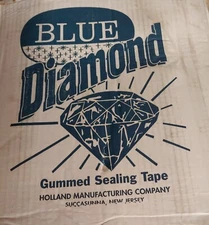 BLUE
Diamond
Gummed Sealing Tape
HOLLAND MANUFACTURING COMPANY
SUCCASUNNA, NEW JERSEY